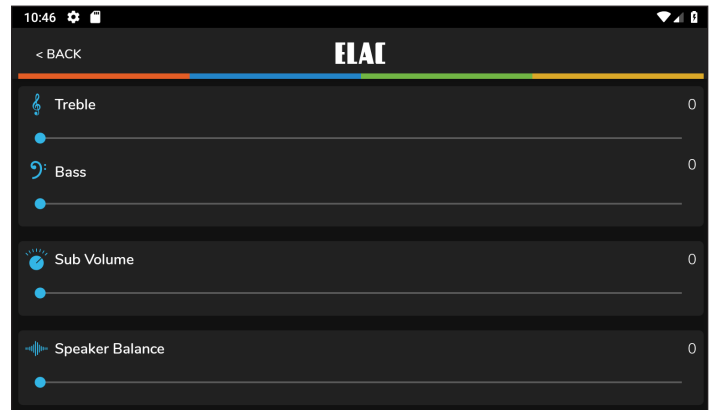 10:46
< BACK
ELAC
Treble 0
Bass 0
Sub Volume 0
Speaker Balance 0